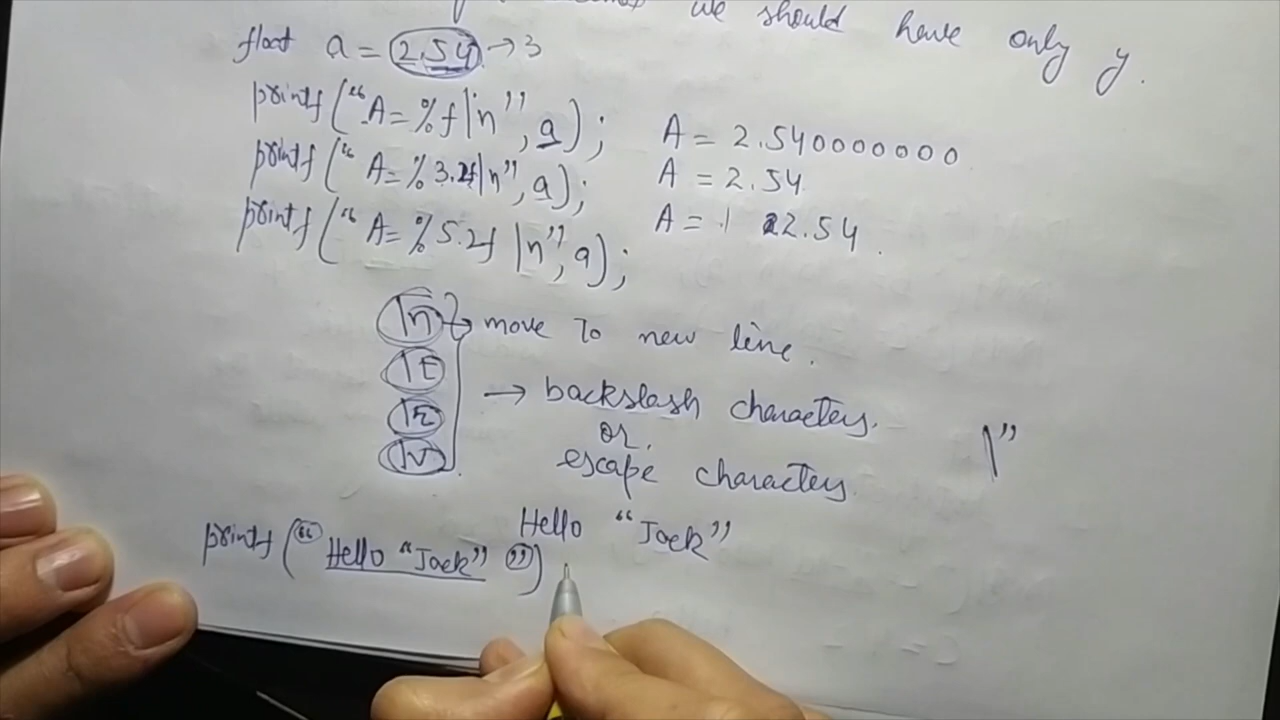 we should have only y.
float a = 2.54 → 3
printf (“A= %f \n”, a);
A = 2.540000000
printf (“A= %3.2f \n”, a);
A = 2.54
printf (“A= %5.2f \n”, a);
A = 22.54.
\n → move to new line.
\t
→ backslash characters.
\r
or.
\v
escape characters.
\”
Hello “Jack”
printf (“Hello “Jack” ”)